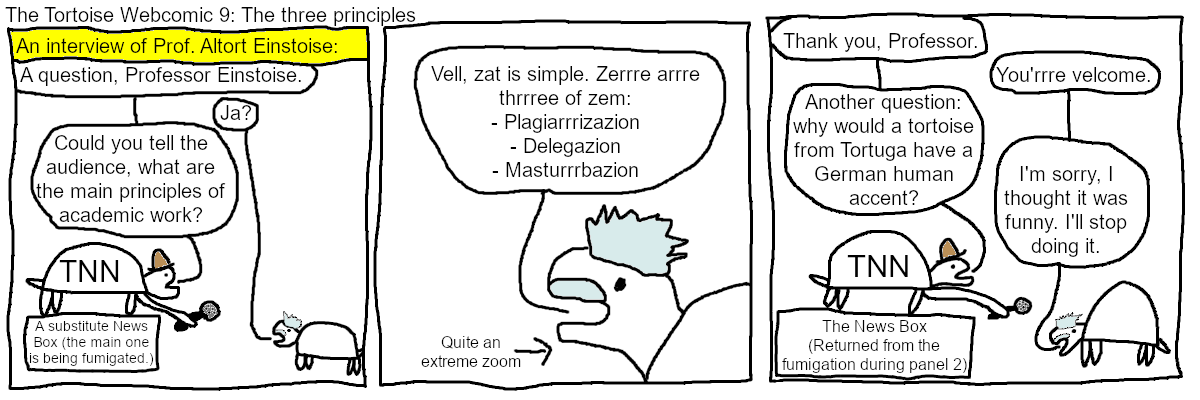 The Tortoise Webcomic 9: The three principles
An interview of Prof. Altort Einstoise:
A question, Professor Einstoise.
Ja?
Could you tell the
audience, what are
the main principles of
academic work?
TNN
A substitute News
Box (the main one
is being fumigated.)
Vell, zat is simple. Zerrre arrre
thrrree of zem:
- Plagiarrrizazion
- Delegazion
- Masturrrbazion
Quite an
extreme zoom
Thank you, Professor.
You'rrre velcome.
Another question:
why would a tortoise
from Tortuga have a
German human
accent?
I'm sorry, I
thought it was
funny. I'll stop
doing it.
TNN
The News Box
(Returned from the
fumigation during panel 2)